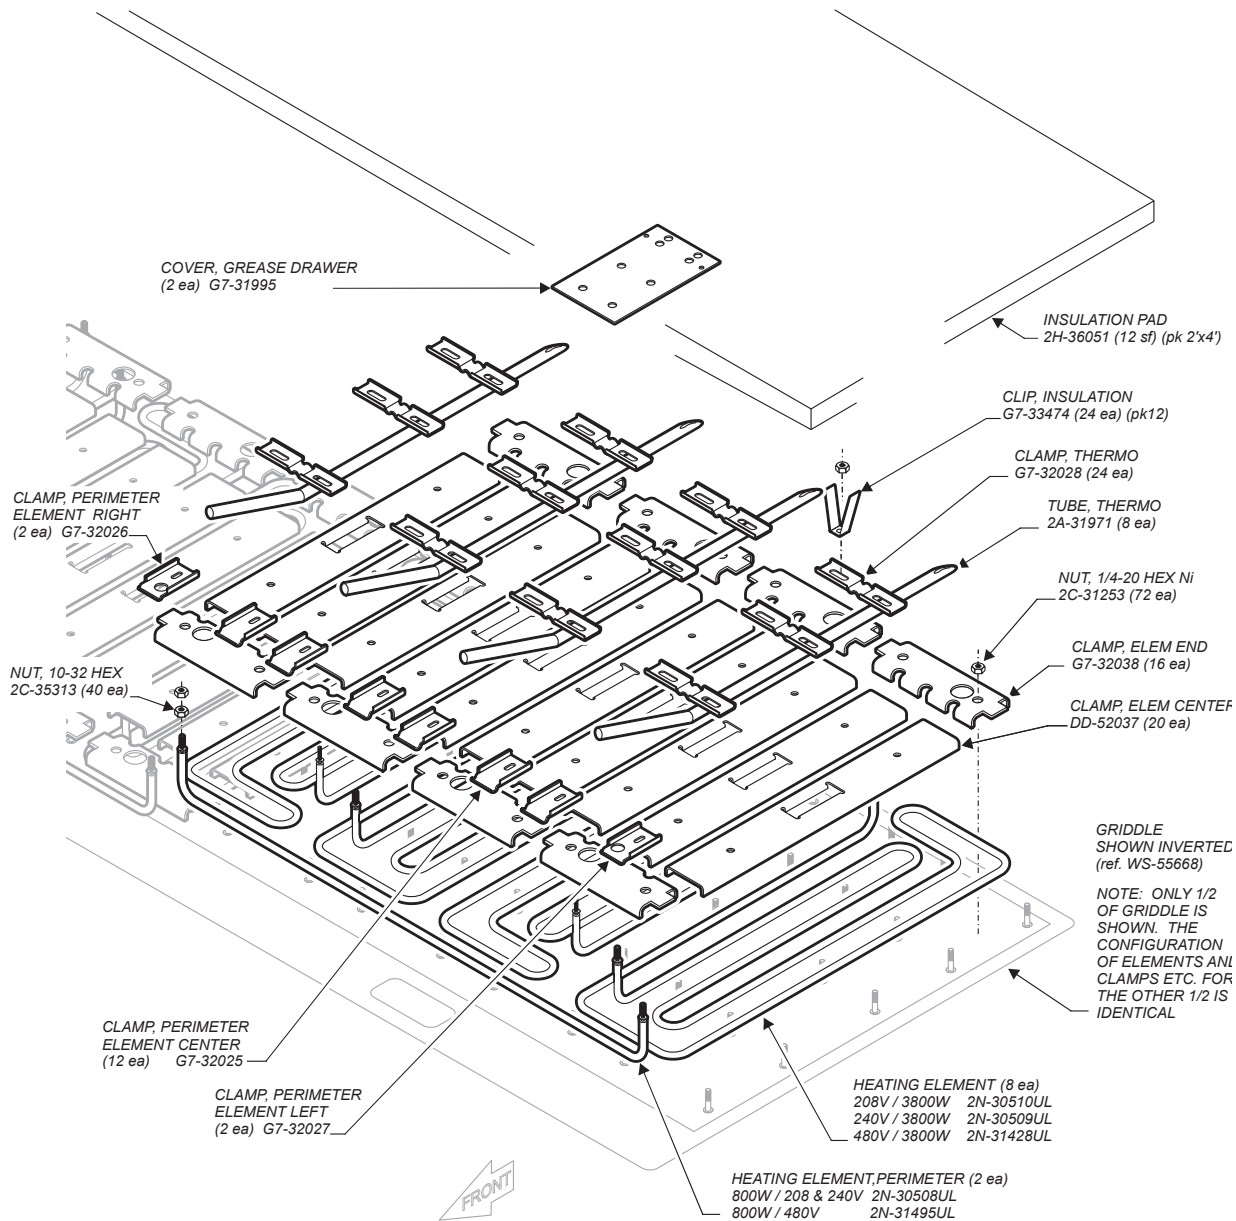 COVER, GREASE DRAWER
(2 ea) G7-31995
INSULATION PAD
2H-36051 (12 sf) (pk 2'x4')
CLIP, INSULATION
G7-33474 (24 ea) (pk12)
CLAMP, THERMO
G7-32028 (24 ea)
TUBE, THERMO
2A-31971 (8 ea)
NUT, 1/4-20 HEX Ni
2C-31253 (72 ea)
CLAMP, ELEM END
G7-32038 (16 ea)
CLAMP, ELEM CENTER
DD-52037 (20 ea)
CLAMP, PERIMETER
ELEMENT RIGHT
(2 ea) G7-32026
NUT, 10-32 HEX
2C-35313 (40 ea)
GRIDDLE
SHOWN INVERTED
(ref. WS-55668)
NOTE: ONLY 1/2
OF GRIDDLE IS
SHOWN. THE
CONFIGURATION
OF ELEMENTS AND
CLAMPS ETC. FOR
THE OTHER 1/2 IS
IDENTICAL
CLAMP, PERIMETER
ELEMENT CENTER
(12 ea) G7-32025
CLAMP, PERIMETER
ELEMENT LEFT
(2 ea) G7-32027
HEATING ELEMENT (8 ea)
208V / 3800W 2N-30510UL
240V / 3800W 2N-30509UL
480V / 3800W 2N-31428UL
HEATING ELEMENT,PERIMETER (2 ea)
800W / 208 & 240V 2N-30508UL
800W / 480V 2N-31495UL
FRONT